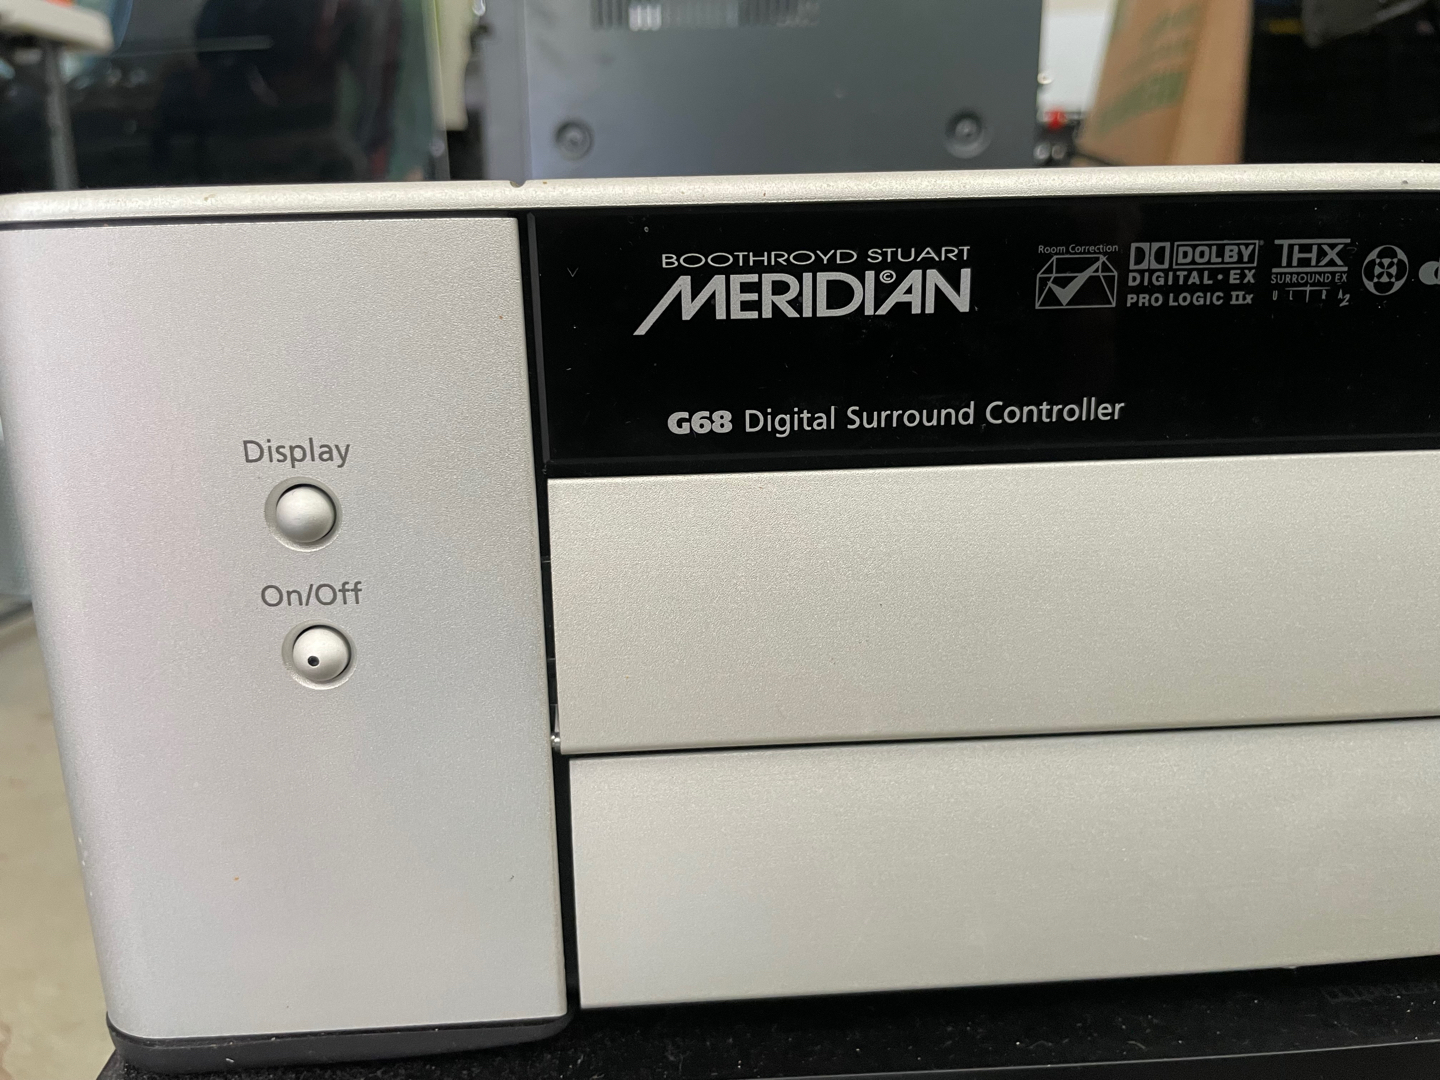 BOOTHROYD STUART
MERIDIAN©
Room Correction
DOLBY
DIGITAL·EX
PRO LOGIC IIx
THX
SURROUND EX
ULTRA2
G68 Digital Surround Controller
Display
On/Off